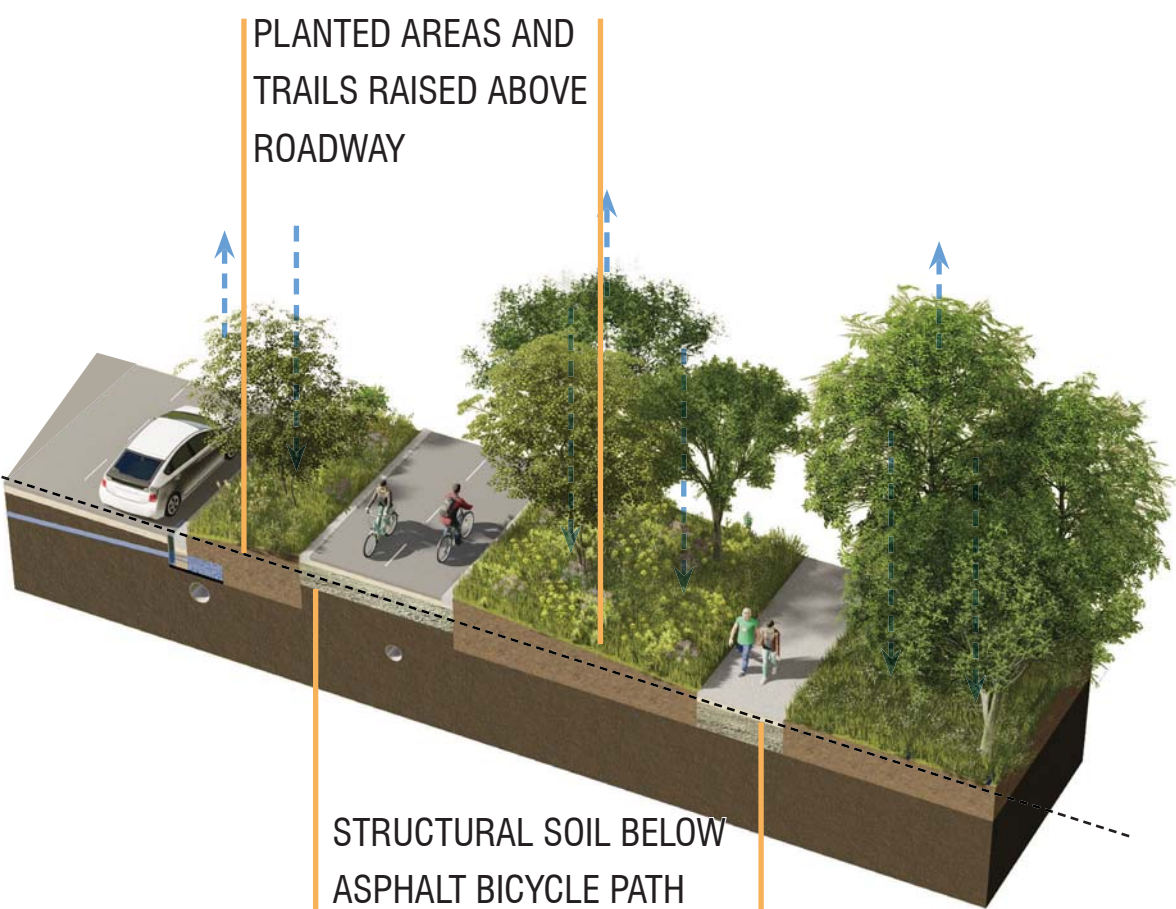 PLANTED AREAS AND
TRAILS RAISED ABOVE
ROADWAY
STRUCTURAL SOIL BELOW
ASPHALT BICYCLE PATH